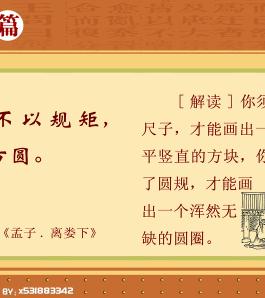 篇
不以规矩，
方圆。
《孟子．离娄下》
［解读］你须
尺子，才能画出一
平竖直的方块，你
了圆规，才能画
出一个浑然无
缺的圆圈。
BY: x531883342